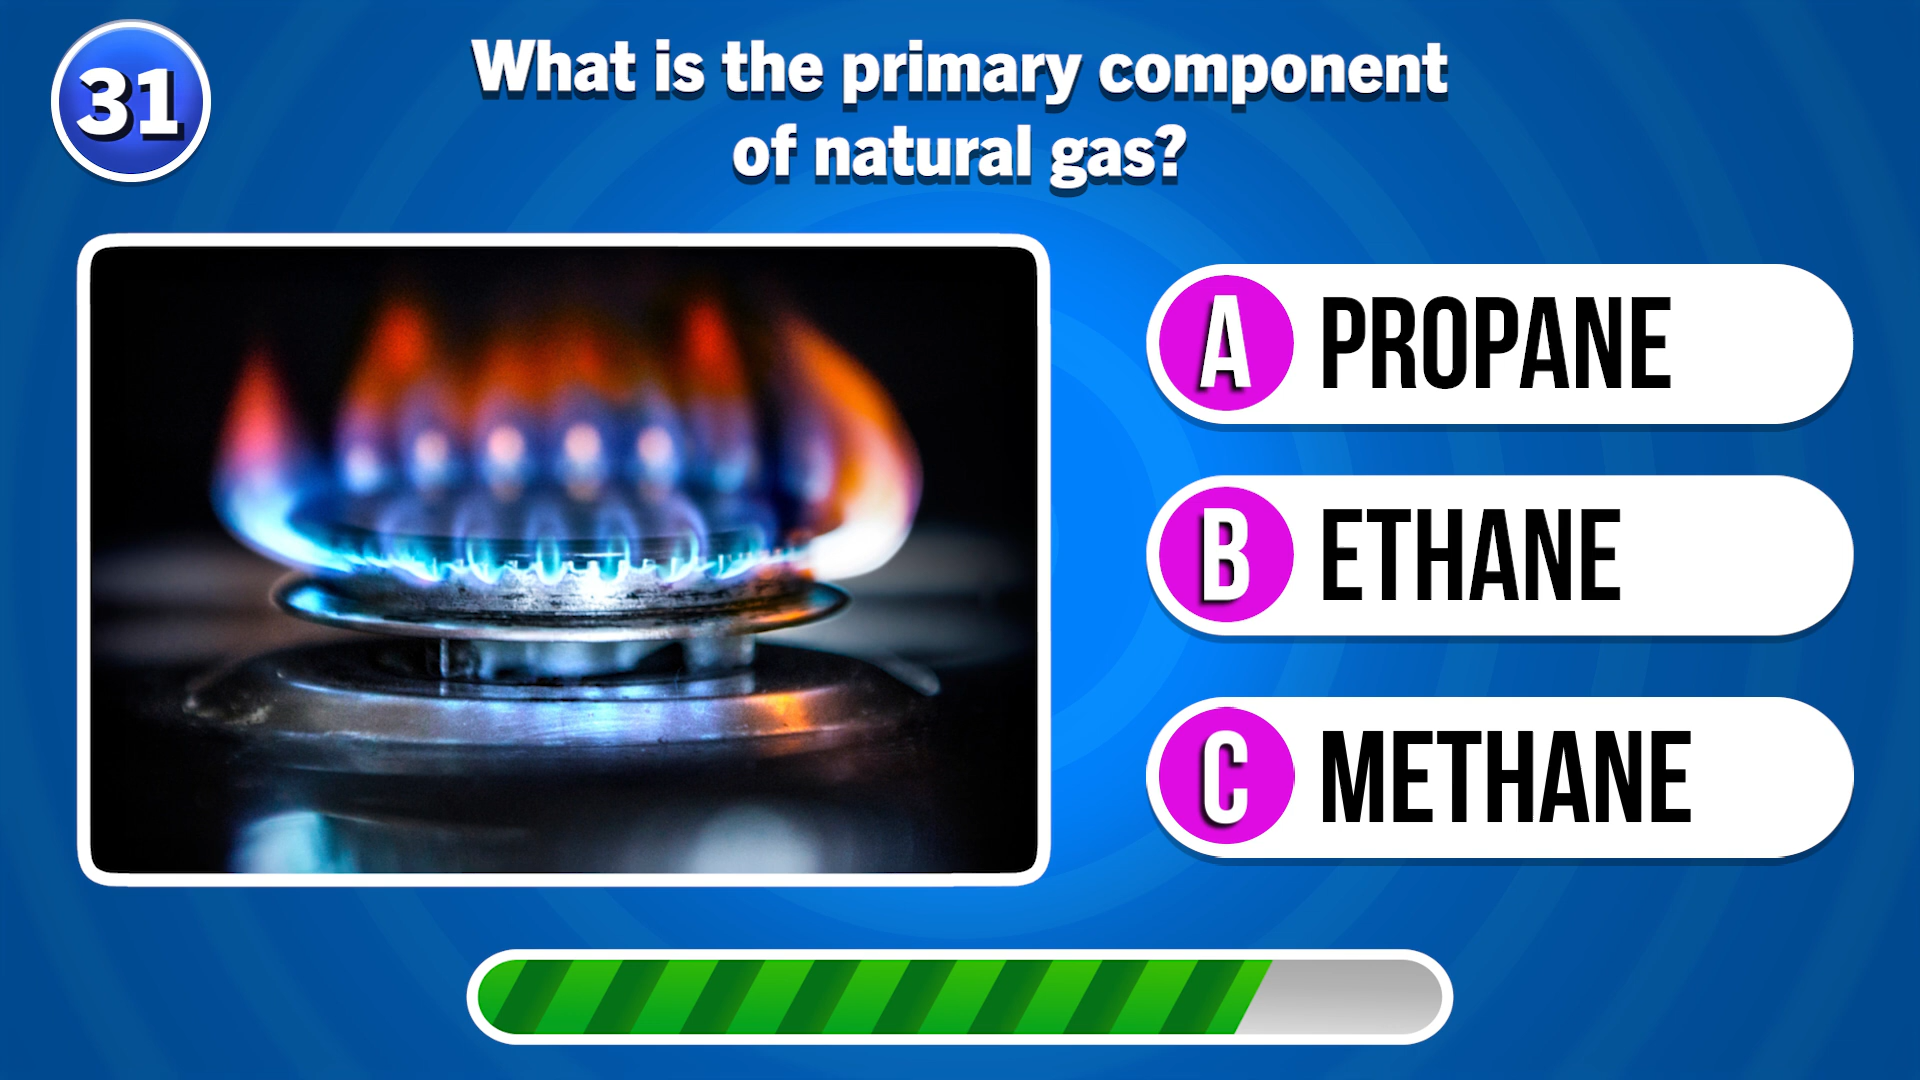 31
What is the primary component
of natural gas?
A PROPANE
B ETHANE
C METHANE